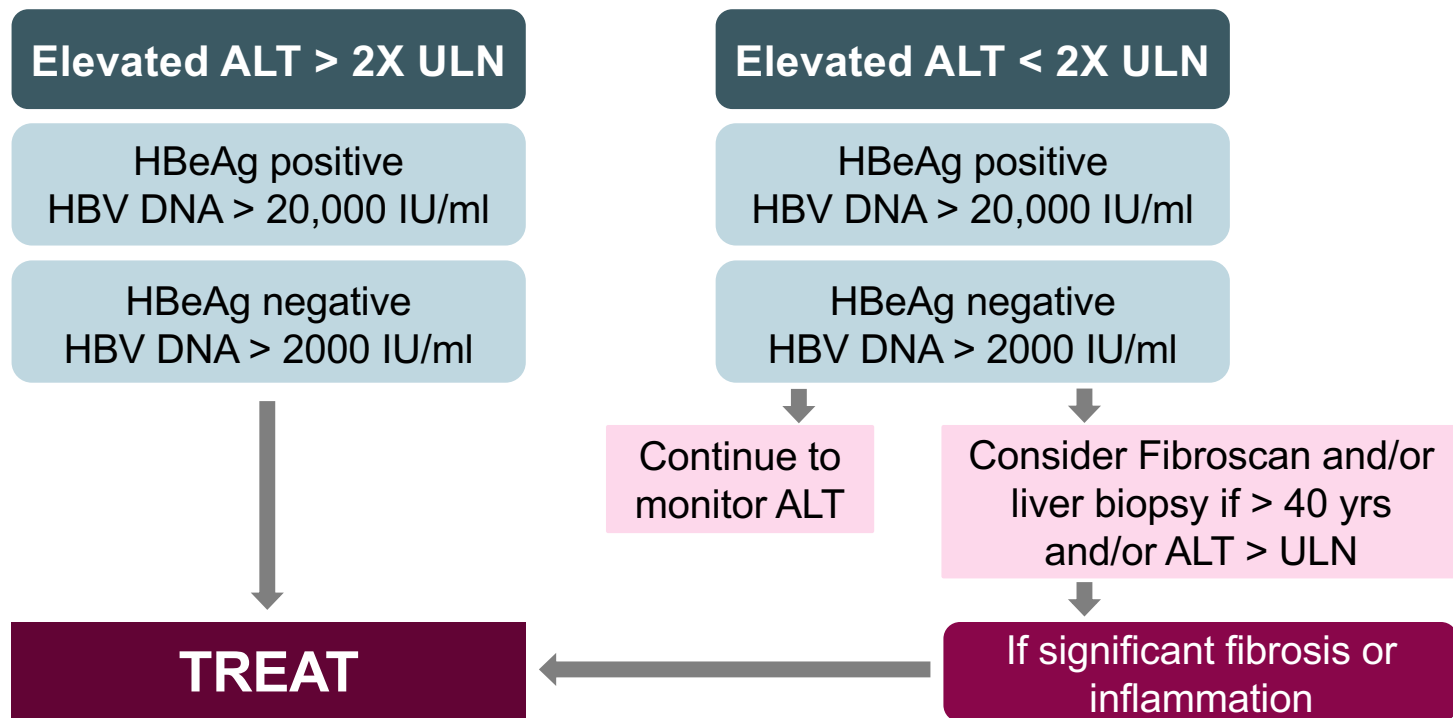 Elevated ALT > 2X ULN
HBeAg positive
HBV DNA > 20,000 IU/ml
HBeAg negative
HBV DNA > 2000 IU/ml
TREAT
Elevated ALT < 2X ULN
HBeAg positive
HBV DNA > 20,000 IU/ml
HBeAg negative
HBV DNA > 2000 IU/ml
Continue to
monitor ALT
Consider Fibroscan and/or
liver biopsy if > 40 yrs
and/or ALT > ULN
If significant fibrosis or
inflammation